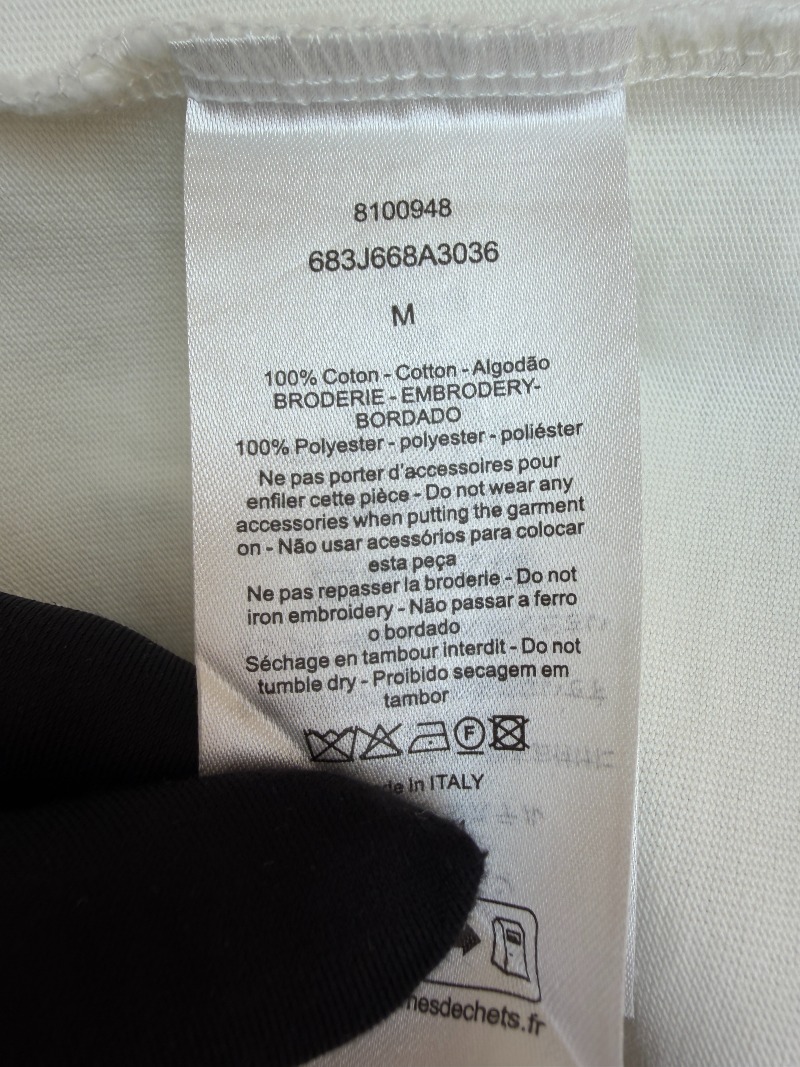 8100948
683J668A3036
M
100% Coton - Cotton - Algodão
BRODERIE - EMBRODERY-
BORDADO
100% Polyester - polyester - poliéster
Ne pas porter d'accessoires pour
enfiler cette pièce - Do not wear any
accessories when putting the garment
on - Não usar acessórios para colocar
esta peça
Ne pas repasser la broderie - Do not
iron embroidery - Não passar a ferro
o bordado
Séchage en tambour interdit - Do not
tumble dry - Proibido secagem em
tambor
F
in ITALY
nesdechets.fr